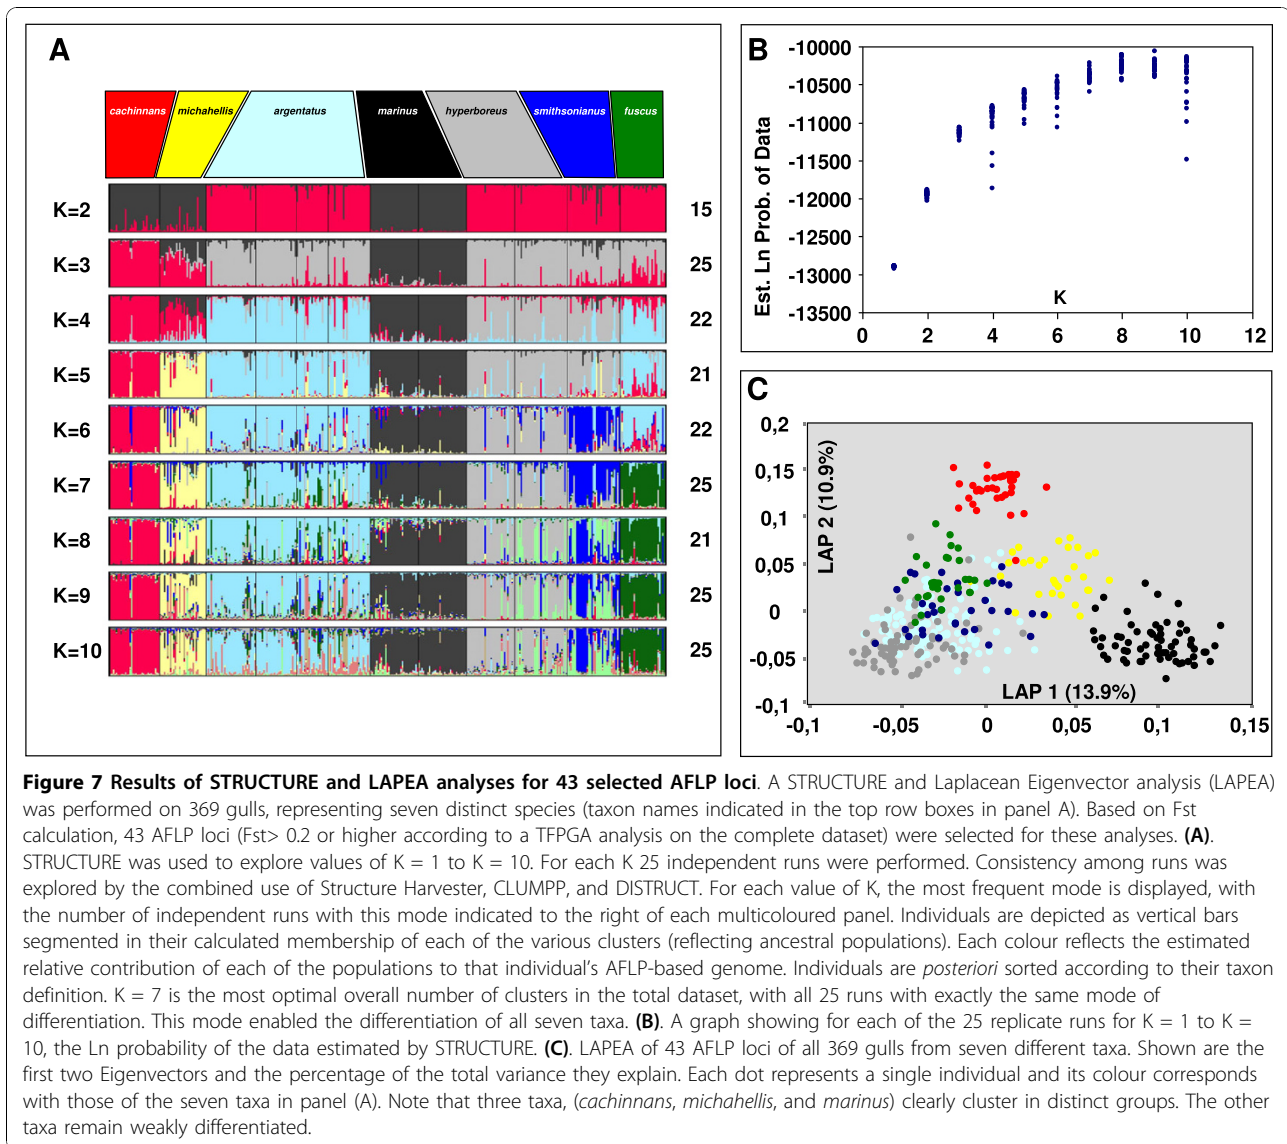 A
cachinnans michahellis argentatus marinus hyperboreus smithsonianus fuscus
K=2 15
K=3 25
K=4 22
K=5 21
K=6 22
K=7 25
K=8 21
K=9 25
K=10 25
B
Est. Ln Prob. of Data
-10000
-10500
-11000
-11500
-12000
-12500
-13000
-13500
K
0 2 4 6 8 10 12
C
LAP 2 (10.9%)
0,2
0,15
0,1
0,05
0
-0,05
-0,1
LAP 1 (13.9%)
-0,1 -0,05 0 0,05 0,1 0,15
Figure 7 Results of STRUCTURE and LAPEA analyses for 43 selected AFLP loci. A STRUCTURE and Laplacean Eigenvector analysis (LAPEA)
was performed on 369 gulls, representing seven distinct species (taxon names indicated in the top row boxes in panel A). Based on Fst
calculation, 43 AFLP loci (Fst> 0.2 or higher according to a TFPGA analysis on the complete dataset) were selected for these analyses. (A).
STRUCTURE was used to explore values of K = 1 to K = 10. For each K 25 independent runs were performed. Consistency among runs was
explored by the combined use of Structure Harvester, CLUMPP, and DISTRUCT. For each value of K, the most frequent mode is displayed, with
the number of independent runs with this mode indicated to the right of each multicoloured panel. Individuals are depicted as vertical bars
segmented in their calculated membership of each of the various clusters (reflecting ancestral populations). Each colour reflects the estimated
relative contribution of each of the populations to that individual's AFLP-based genome. Individuals are posteriori sorted according to their taxon
definition. K = 7 is the most optimal overall number of clusters in the total dataset, with all 25 runs with exactly the same mode of
differentiation. This mode enabled the differentiation of all seven taxa. (B). A graph showing for each of the 25 replicate runs for K = 1 to K =
10, the Ln probability of the data estimated by STRUCTURE. (C). LAPEA of 43 AFLP loci of all 369 gulls from seven different taxa. Shown are the
first two Eigenvectors and the percentage of the total variance they explain. Each dot represents a single individual and its colour corresponds
with those of the seven taxa in panel (A). Note that three taxa, (cachinnans, michahellis, and marinus) clearly cluster in distinct groups. The other
taxa remain weakly differentiated.